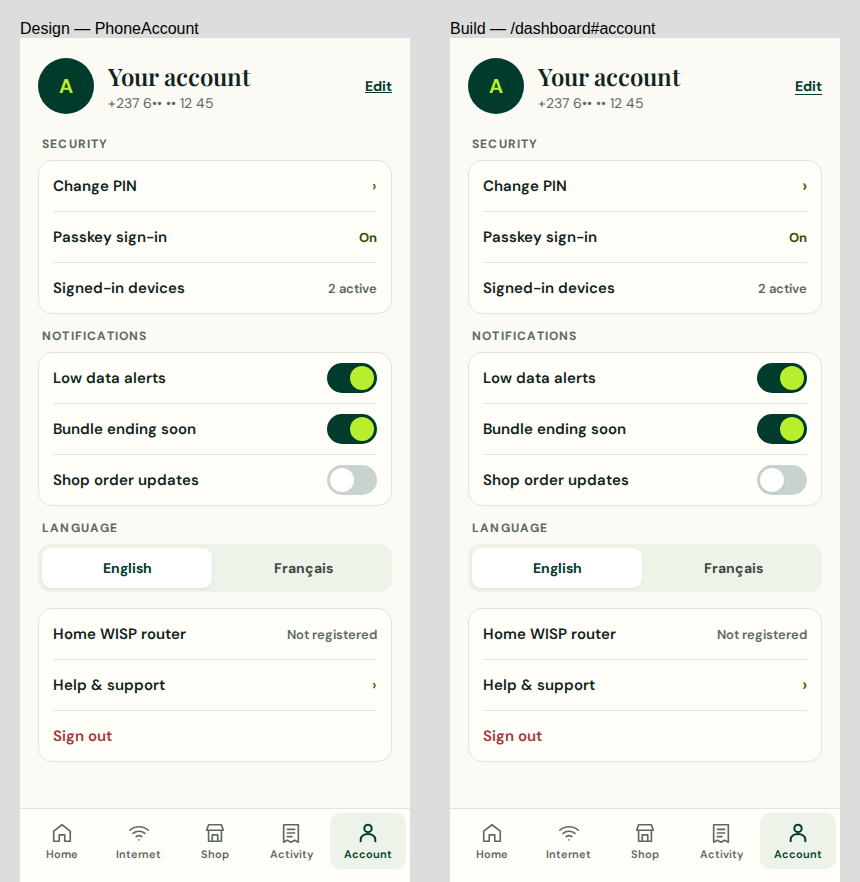 Design — PhoneAccount
A
Your account
+237 6•• •• 12 45
Edit
SECURITY
Change PIN ›
Passkey sign-in On
Signed-in devices 2 active
NOTIFICATIONS
Low data alerts
Bundle ending soon
Shop order updates
LANGUAGE
English Français
Home WISP router Not registered
Help & support ›
Sign out
Home Internet Shop Activity Account
Build — /dashboard#account
A
Your account
+237 6•• •• 12 45
Edit
SECURITY
Change PIN ›
Passkey sign-in On
Signed-in devices 2 active
NOTIFICATIONS
Low data alerts
Bundle ending soon
Shop order updates
LANGUAGE
English Français
Home WISP router Not registered
Help & support ›
Sign out
Home Internet Shop Activity Account